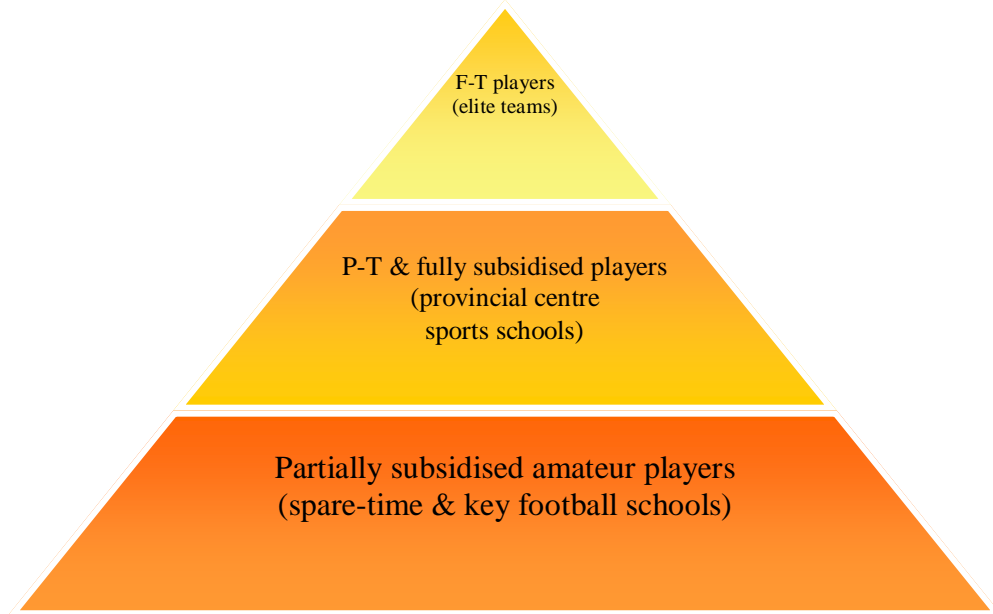 F-T players
(elite teams)
P-T & fully subsidised players
(provincial centre
sports schools)
Partially subsidised amateur players
(spare-time & key football schools)